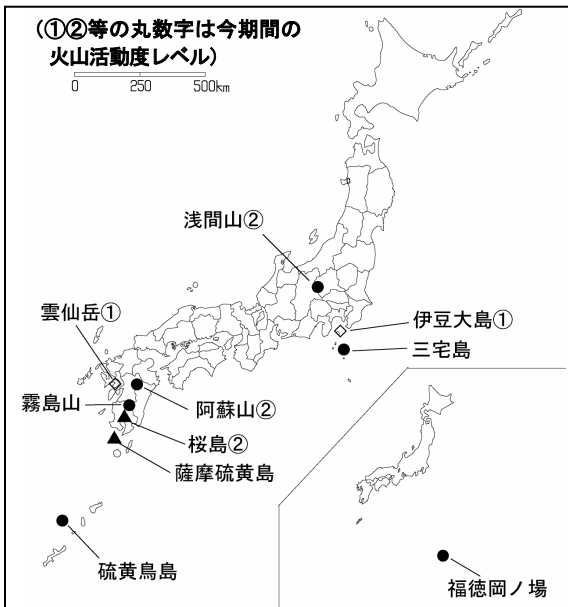 (①②等の丸数字は今期間の
火山活動度レベル)
0 250 500km
浅間山②
雲仙岳①
伊豆大島①
三宅島
霧島山
阿蘇山②
桜島②
薩摩硫黄島
硫黄鳥島
福徳岡ノ場